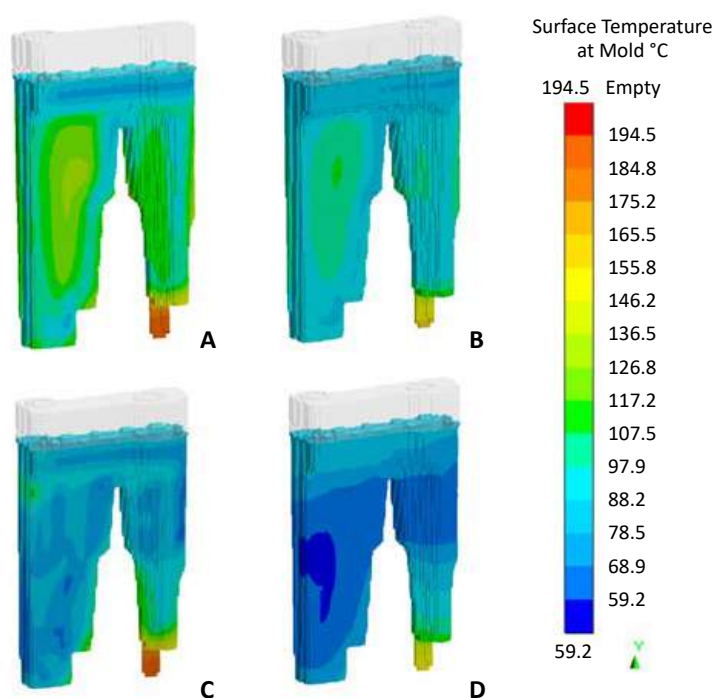 Surface Temperature
at Mold °C
194.5 Empty
194.5
184.8
175.2
165.5
155.8
146.2
136.5
126.8
117.2
107.5
97.9
88.2
78.5
68.9
59.2
59.2
A
B
C
D
Y